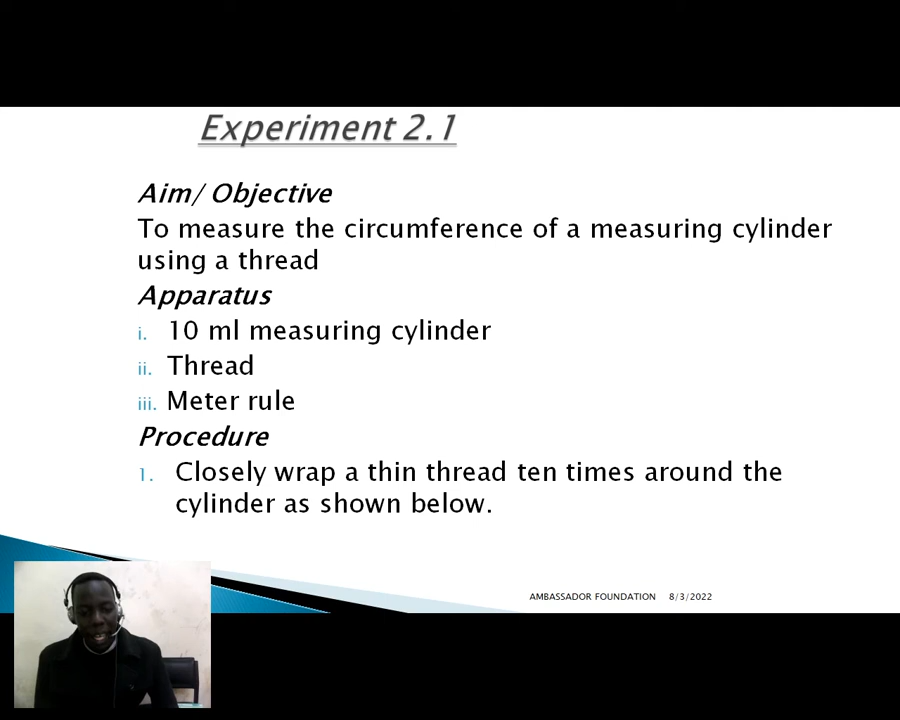 Experiment 2.1
Aim/ Objective
To measure the circumference of a measuring cylinder
using a thread
Apparatus
i. 10 ml measuring cylinder
ii. Thread
iii. Meter rule
Procedure
1. Closely wrap a thin thread ten times around the
cylinder as shown below.
AMBASSADOR FOUNDATION 8/3/2022